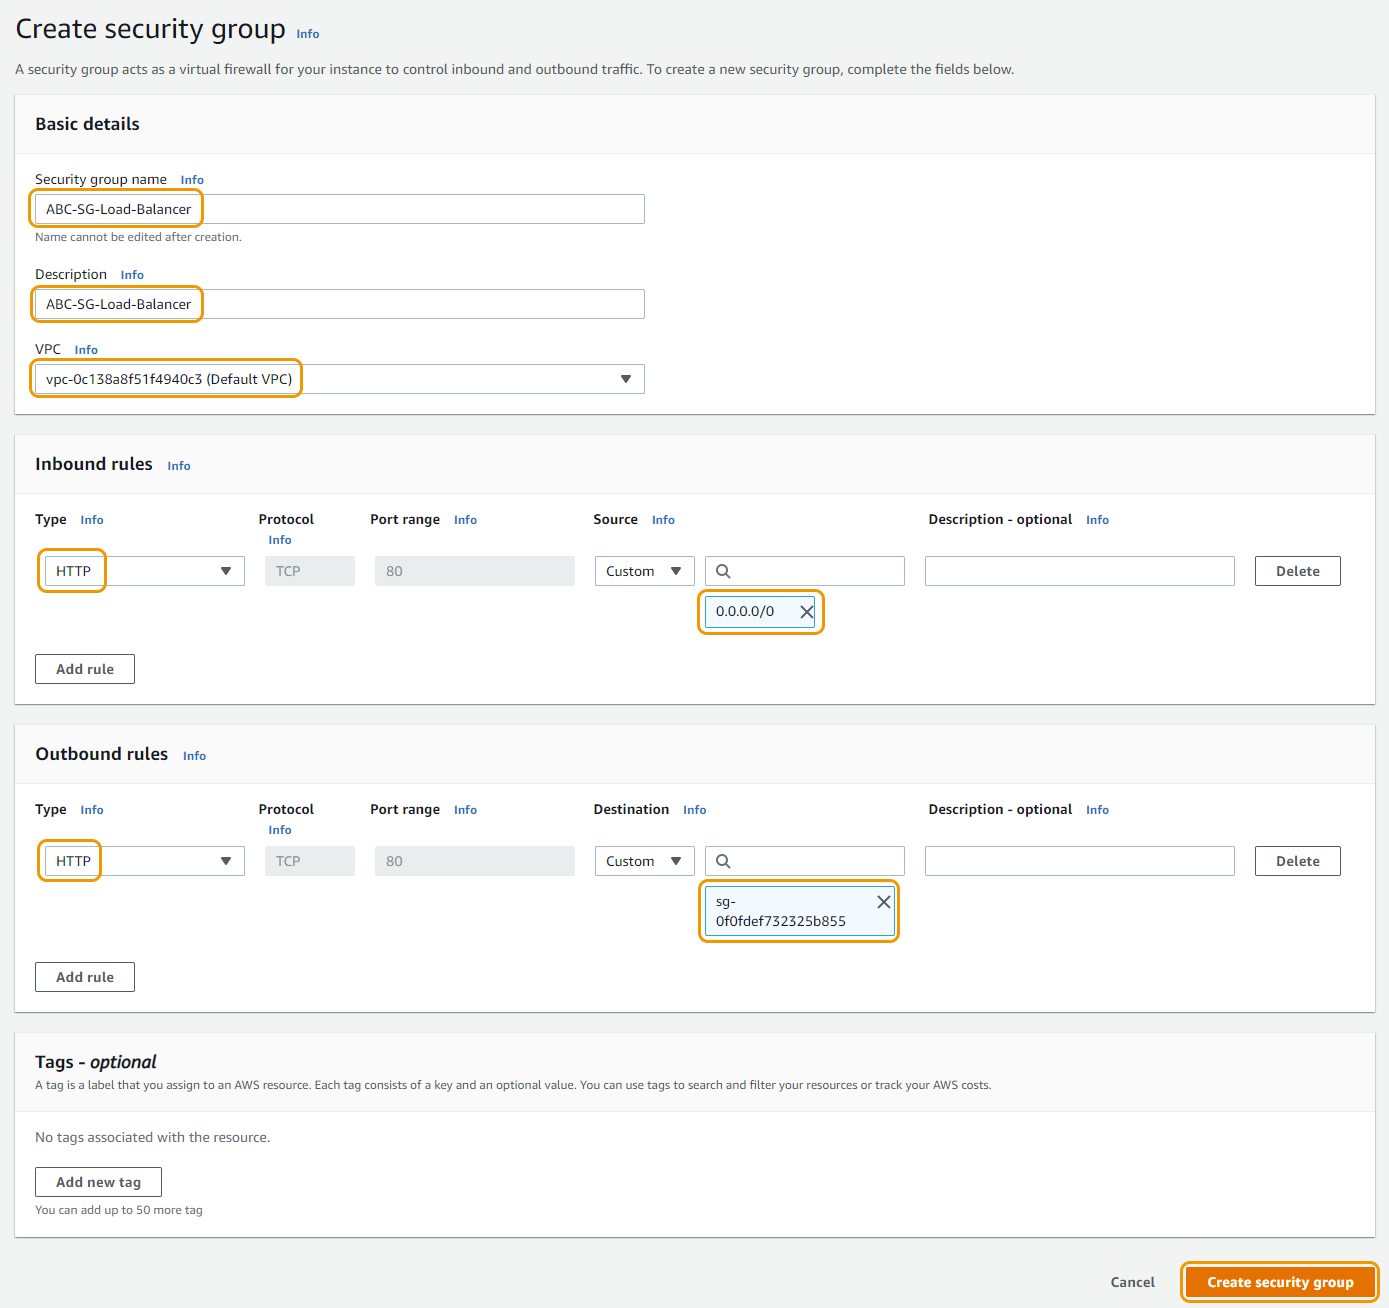 Create security group Info
A security group acts as a virtual firewall for your instance to control inbound and outbound traffic. To create a new security group, complete the fields below.
Basic details
Security group name Info
ABC-SG-Load-Balancer
Name cannot be edited after creation.
Description Info
ABC-SG-Load-Balancer
VPC Info
vpc-0c138a8f51f4940c3 (Default VPC)
Inbound rules Info
Type Info Protocol Port range Info Source Info Description - optional Info
Info
HTTP TCP 80 Custom Delete
0.0.0.0/0
Add rule
Outbound rules Info
Type Info Protocol Port range Info Destination Info Description - optional Info
Info
HTTP TCP 80 Custom Delete
sg-
0f0fdef732325b855
Add rule
Tags - optional
A tag is a label that you assign to an AWS resource. Each tag consists of a key and an optional value. You can use tags to search and filter your resources or track your AWS costs.
No tags associated with the resource.
Add new tag
You can add up to 50 more tag
Cancel Create security group